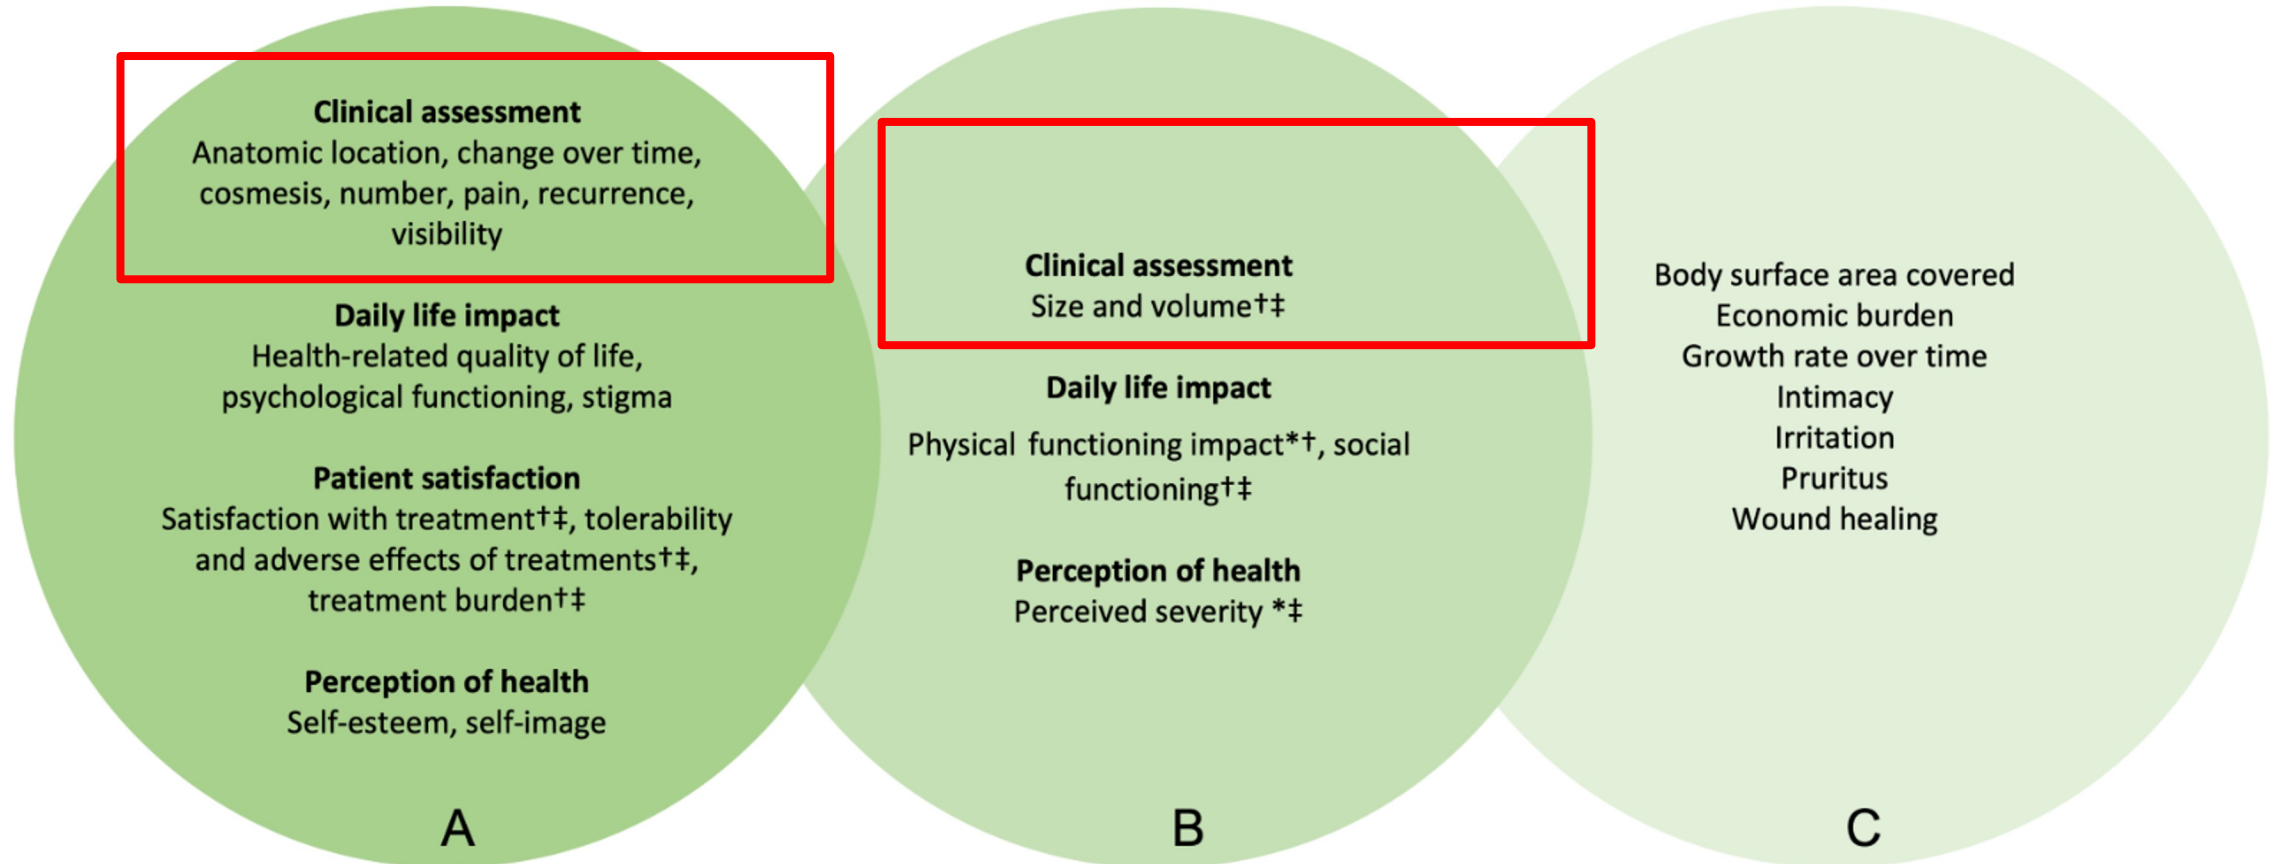 Clinical assessment
Anatomic location, change over time,
cosmesis, number, pain, recurrence,
visibility
Daily life impact
Health-related quality of life,
psychological functioning, stigma
Patient satisfaction
Satisfaction with treatment†‡, tolerability
and adverse effects of treatments†‡,
treatment burden†‡
Perception of health
Self-esteem, self-image
A
Clinical assessment
Size and volume†‡
Daily life impact
Physical functioning impact*†, social
functioning†‡
Perception of health
Perceived severity *‡
B
Body surface area covered
Economic burden
Growth rate over time
Intimacy
Irritation
Pruritus
Wound healing
C